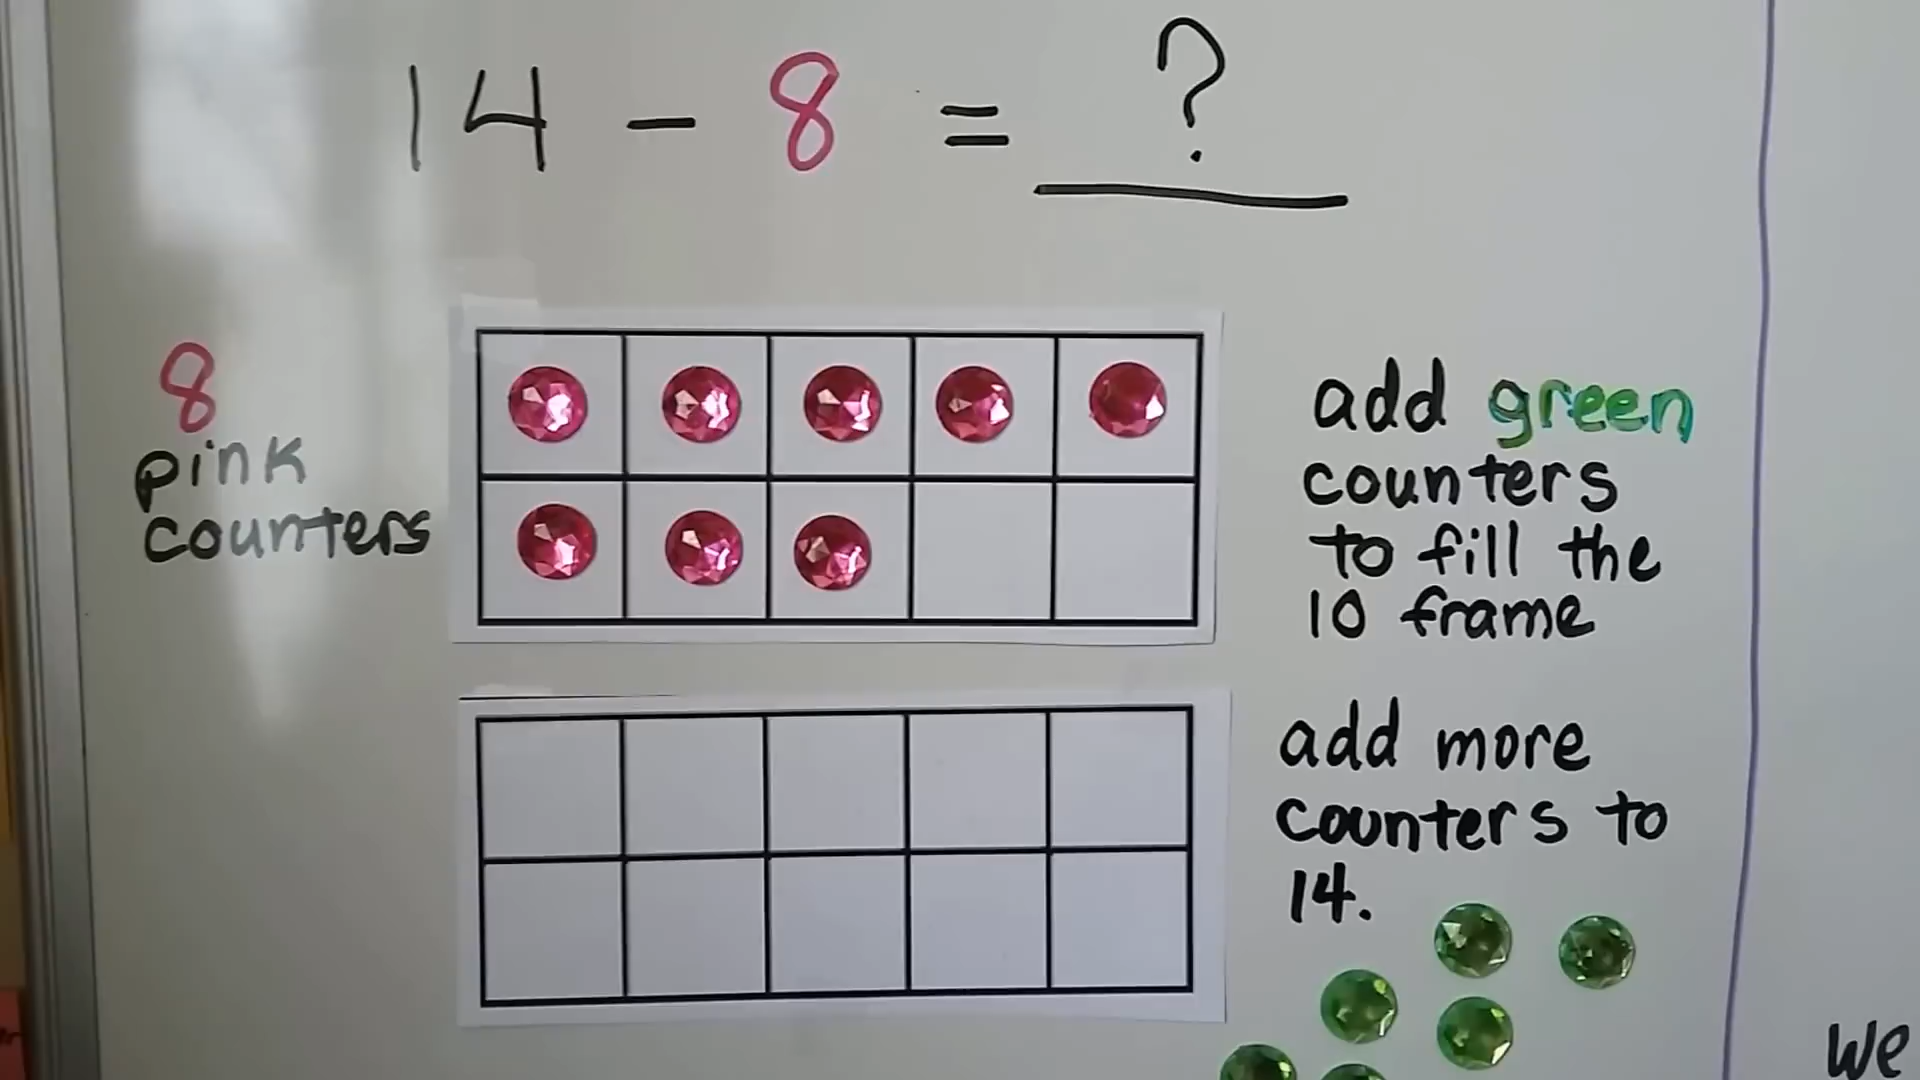 14 - 8 = ?
8
pink
counters
add green
counters
to fill the
10 frame
add more
counters to
14.
We